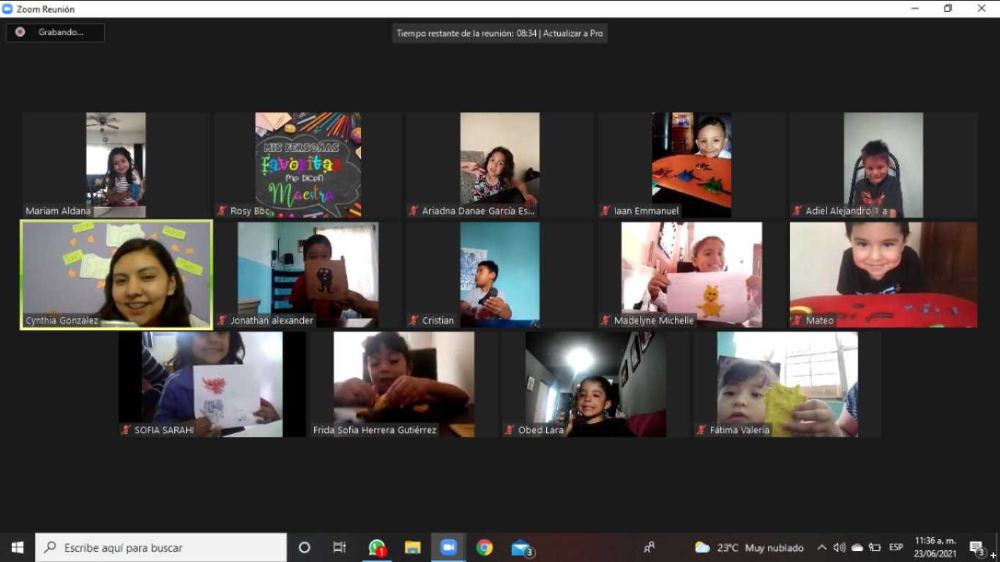 Zoom Reunión
Grabando...
Tiempo restante de la reunión: 08:34 | Actualizar a Pro
MIS PERSONAS
favoritas
me dicen
Maestra
Mariam Aldana
Rosy Bbc
Ariadna Danae García Es...
Iaan Emmanuel
Adiel Alejandro 1 a
Cynthia Gonzalez
Jonathan alexander
Cristian
Madelyne Michelle
Mateo
SOFIA SARAHI
Frida Sofia Herrera Gutiérrez
Obed Lara
Fátima Valeria
Escribe aquí para buscar
1
3
23°C Muy nublado
ESP
11:36 a. m.
23/06/2021
3